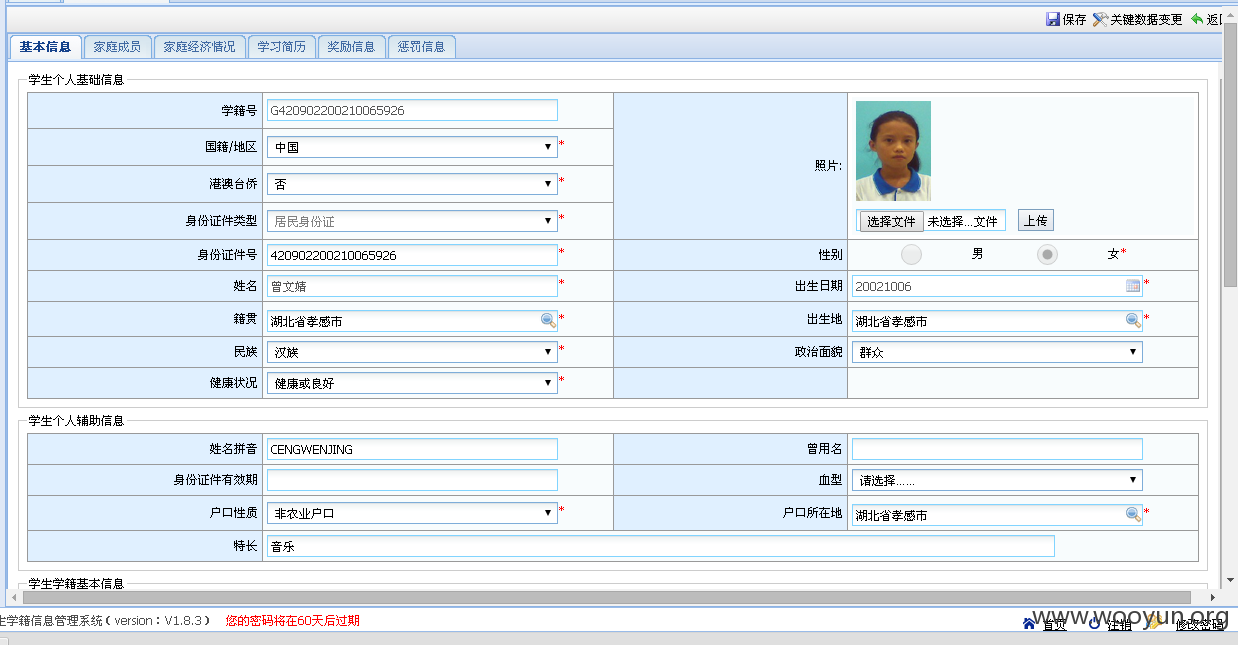 保存 关键数据变更 返回
基本信息 家庭成员 家庭经济情况 学习简历 奖励信息 惩罚信息
学生个人基础信息
学籍号 G420902200210065926
国籍/地区 中国 *
港澳台侨 否 *
照片:
选择文件 未选择...文件 上传
身份证件类型 居民身份证 *
身份证件号 420902200210065926 * 性别 男 女*
姓名 曾文婧 * 出生日期 20021006 *
籍贯 湖北省孝感市 * 出生地 湖北省孝感市 *
民族 汉族 * 政治面貌 群众
健康状况 健康或良好 *
学生个人辅助信息
姓名拼音 CENGWENJING 曾用名
身份证件有效期 血型 请选择......
户口性质 非农业户口 * 户口所在地 湖北省孝感市 *
特长 音乐
学生学籍基本信息
生学籍信息管理系统(version：V1.8.3) 您的密码将在60天后过期
首页 注销 修改密码
www.wooyun.org